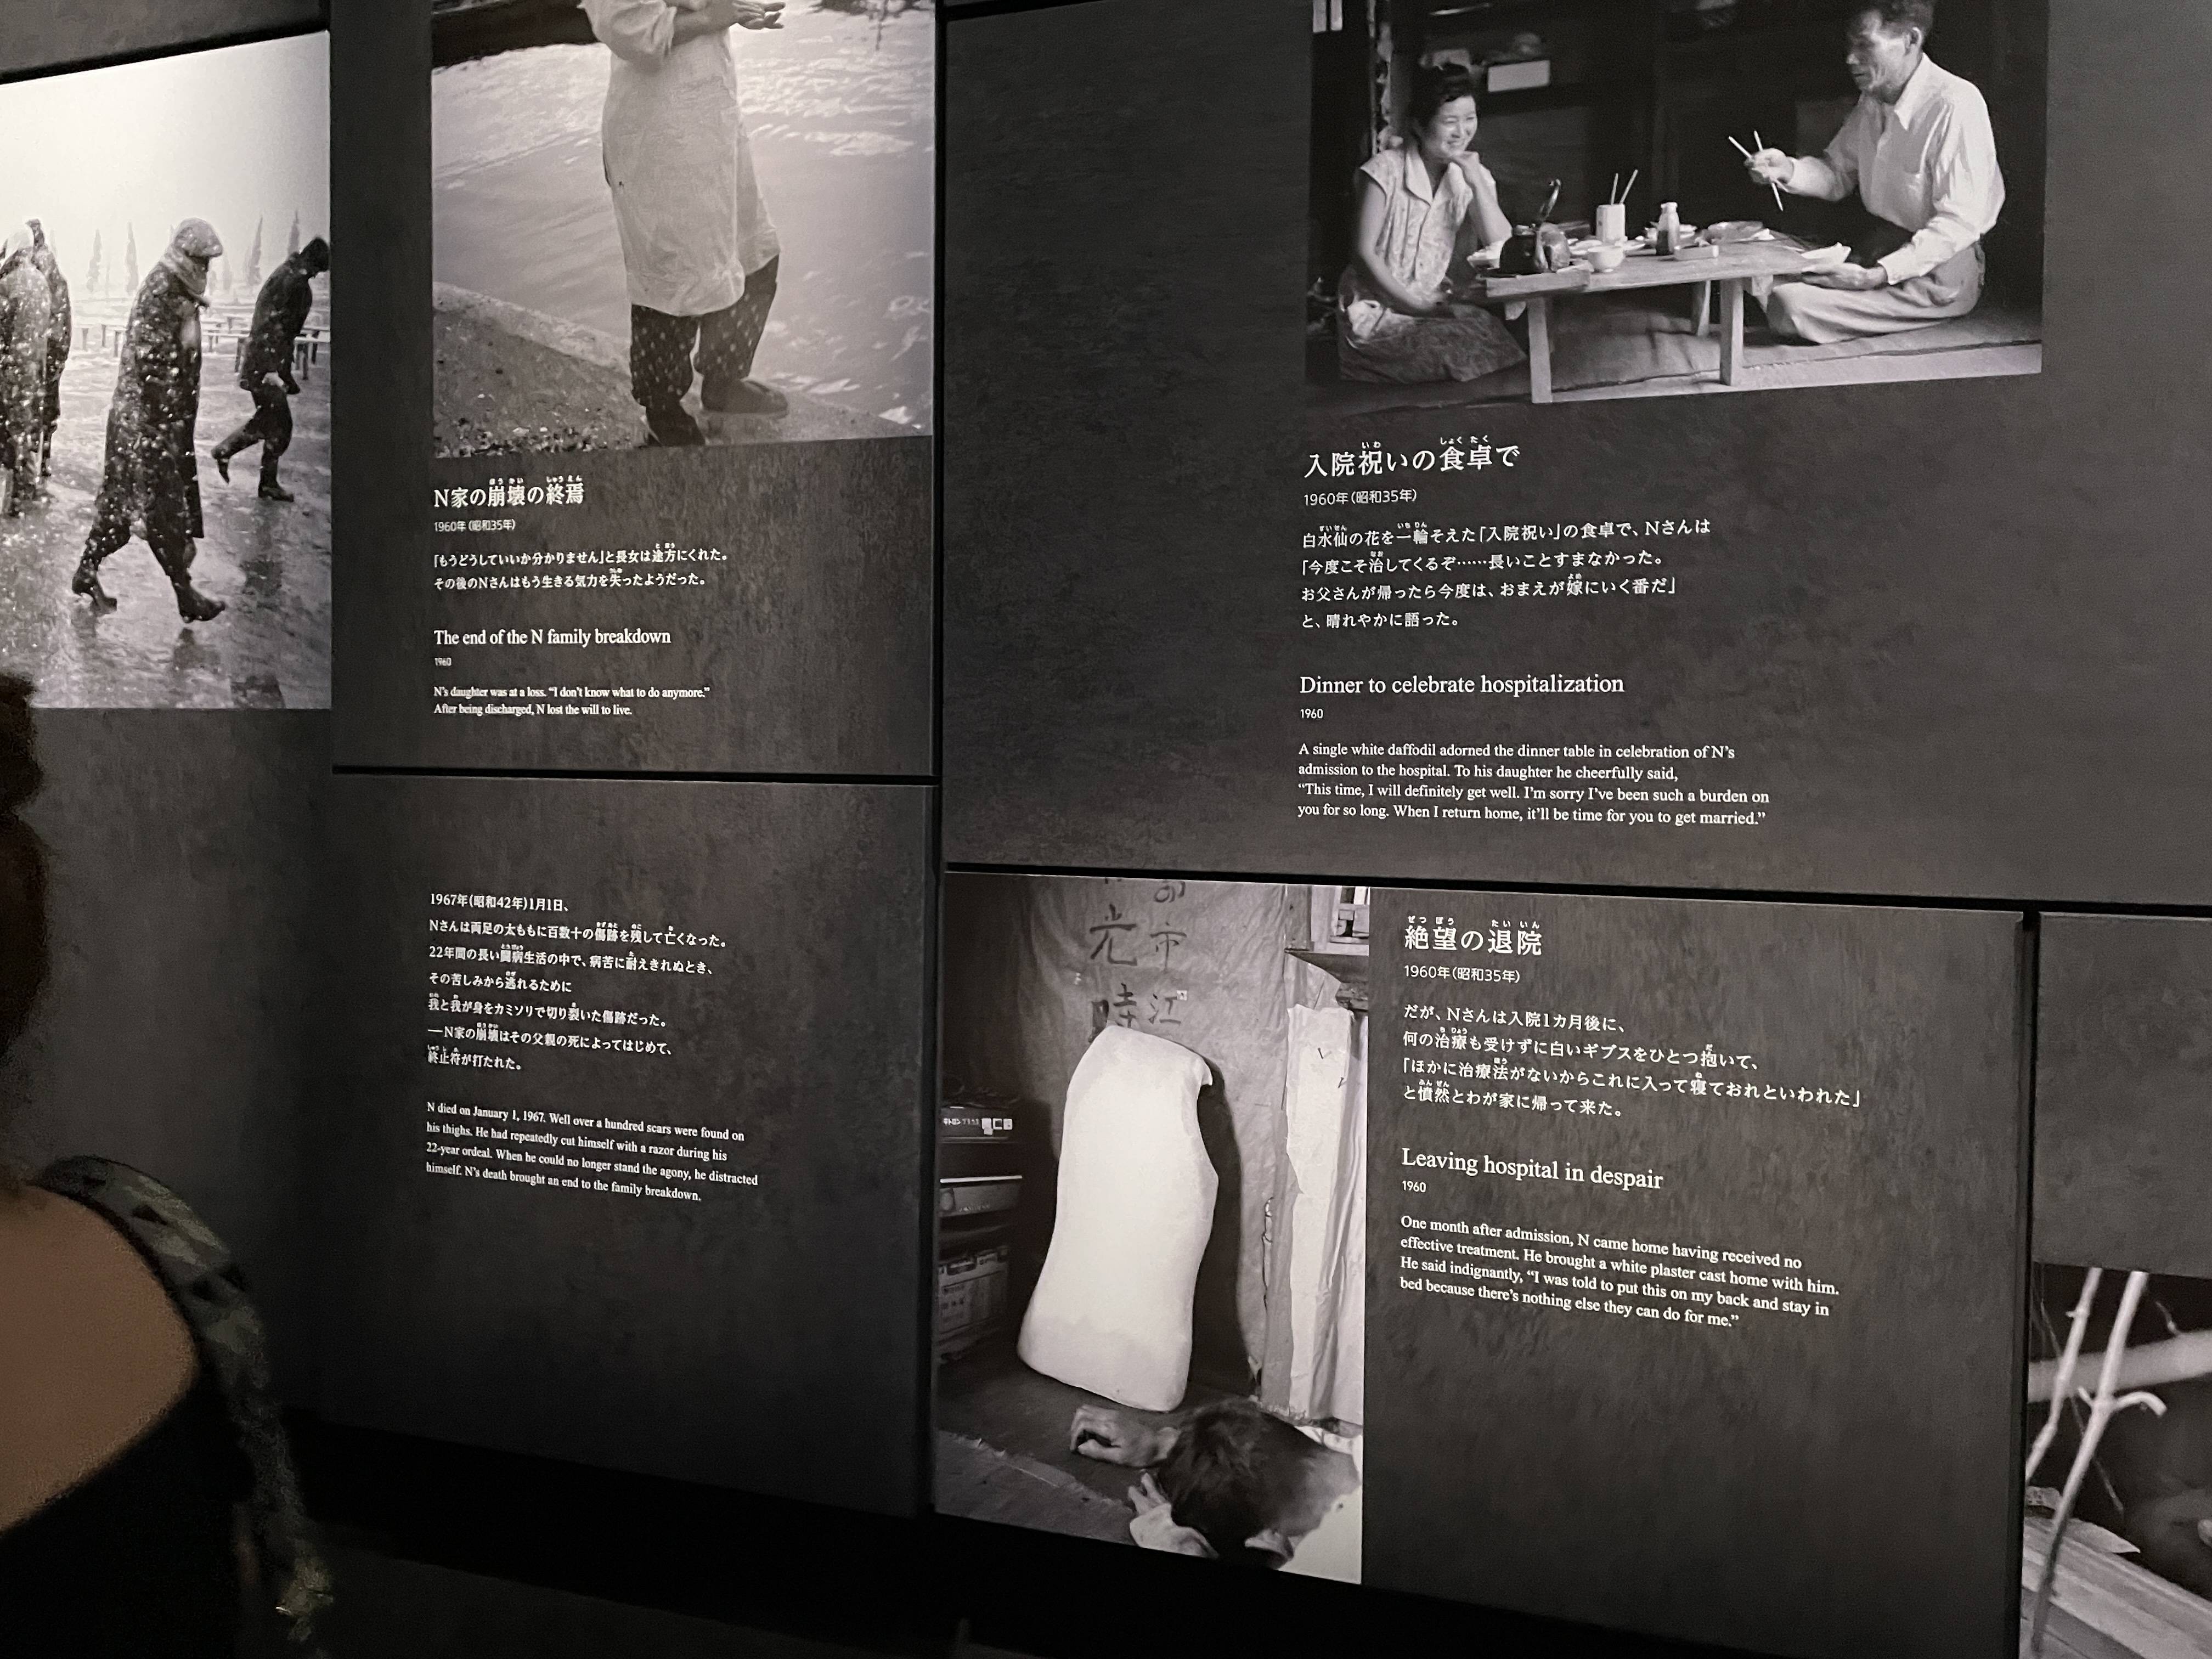 N家の崩壊の終焉
1960年(昭和35年)
「もうどうしていいか分かりません」と長女は途方にくれた。
その後のNさんはもう生きる気力を失ったようだった。
The end of the N family breakdown
1960
N's daughter was at a loss. “I don't know what to do anymore.”
After being discharged, N lost the will to live.
1967年(昭和42年)1月1日、
Nさんは両足の太ももに百数十の傷跡を残して亡くなった。
22年間の長い闘病生活の中で、病苦に耐えきれぬとき、
その苦しみから逃れるために
我と我が身をカミソリで切り裂いた傷跡だった。
―N家の崩壊はその父親の死によってはじめて、
終止符が打たれた。
N died on January 1, 1967. Well over a hundred scars were found on
his thighs. He had repeatedly cut himself with a razor during his
22-year ordeal. When he could no longer stand the agony, he distracted
himself. N's death brought an end to the family breakdown.
入院祝いの食卓で
1960年(昭和35年)
白水仙の花を一輪そえた「入院祝い」の食卓で、Nさんは
「今度こそ治してくるぞ……長いことすまなかった。
お父さんが帰ったら今度は、おまえが嫁にいく番だ」
と、晴れやかに語った。
Dinner to celebrate hospitalization
1960
A single white daffodil adorned the dinner table in celebration of N's
admission to the hospital. To his daughter he cheerfully said,
“This time, I will definitely get well. I'm sorry I've been such a burden on
you for so long. When I return home, it'll be time for you to get married.”
光
市
江
時
絶望の退院
1960年(昭和35年)
だが、Nさんは入院1カ月後に、
何の治療も受けずに白いギプスをひとつ抱いて、
「ほかに治療法がないからこれに入って寝ておれといわれた」
と憤然とわが家に帰って来た。
Leaving hospital in despair
1960
One month after admission, N came home having received no
effective treatment. He brought a white plaster cast home with him.
He said indignantly, “I was told to put this on my back and stay in
bed because there's nothing else they can do for me.”